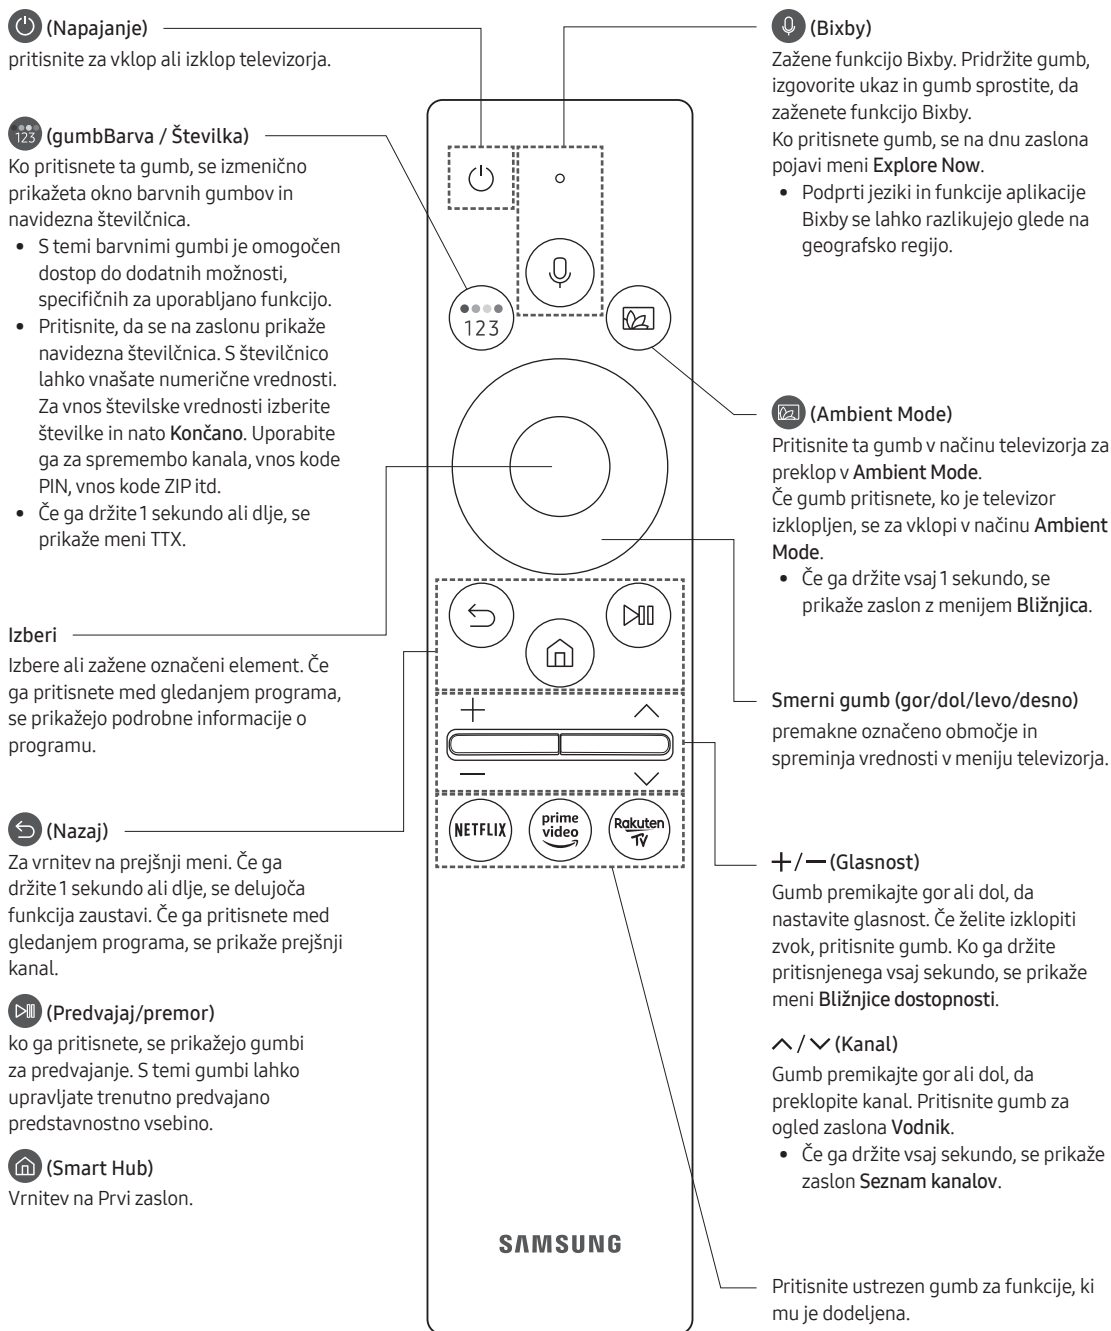 (Napajanje)
pritisnite za vklop ali izklop televizorja.
123 (gumbBarva / Številka)
Ko pritisnete ta gumb, se izmenično
prikažeta okno barvnih gumbov in
navidezna številčnica.
• S temi barvnimi gumbi je omogočen
dostop do dodatnih možnosti,
specifičnih za uporabljano funkcijo.
• Pritisnite, da se na zaslonu prikaže
navidezna številčnica. S številčnico
lahko vnašate numerične vrednosti.
Za vnos številske vrednosti izberite
številke in nato Končano. Uporabite
ga za spremembo kanala, vnos kode
PIN, vnos kode ZIP itd.
• Če ga držite 1 sekundo ali dlje, se
prikaže meni TTX.
Izberi
Izbere ali zažene označeni element. Če
ga pritisnete med gledanjem programa,
se prikažejo podrobne informacije o
programu.
(Nazaj)
Za vrnitev na prejšnji meni. Če ga
držite 1 sekundo ali dlje, se delujoča
funkcija zaustavi. Če ga pritisnete med
gledanjem programa, se prikaže prejšnji
kanal.
(Predvajaj/premor)
ko ga pritisnete, se prikažejo gumbi
za predvajanje. S temi gumbi lahko
upravljate trenutno predvajano
predstavnostno vsebino.
(Smart Hub)
Vrnitev na Prvi zaslon.
123
NETFLIX
prime
video
Rakuten
TV
SAMSUNG
(Bixby)
Zažene funkcijo Bixby. Pridržite gumb,
izgovorite ukaz in gumb sprostite, da
zaženete funkcijo Bixby.
Ko pritisnete gumb, se na dnu zaslona
pojavi meni Explore Now.
• Podprti jeziki in funkcije aplikacije
Bixby se lahko razlikujejo glede na
geografsko regijo.
(Ambient Mode)
Pritisnite ta gumb v načinu televizorja za
preklop v Ambient Mode.
Če gumb pritisnete, ko je televizor
izklopljen, se za vklopi v načinu Ambient
Mode.
• Če ga držite vsaj 1 sekundo, se
prikaže zaslon z menijem Bližnjica.
Smerni gumb (gor/dol/levo/desno)
premakne označeno območje in
spreminja vrednosti v meniju televizorja.
+/− (Glasnost)
Gumb premikajte gor ali dol, da
nastavite glasnost. Če želite izklopiti
zvok, pritisnite gumb. Ko ga držite
pritisnjenega vsaj sekundo, se prikaže
meni Bližnjice dostopnosti.
/ (Kanal)
Gumb premikajte gor ali dol, da
preklopite kanal. Pritisnite gumb za
ogled zaslona Vodnik.
• Če ga držite vsaj sekundo, se prikaže
zaslon Seznam kanalov.
Pritisnite ustrezen gumb za funkcije, ki
mu je dodeljena.